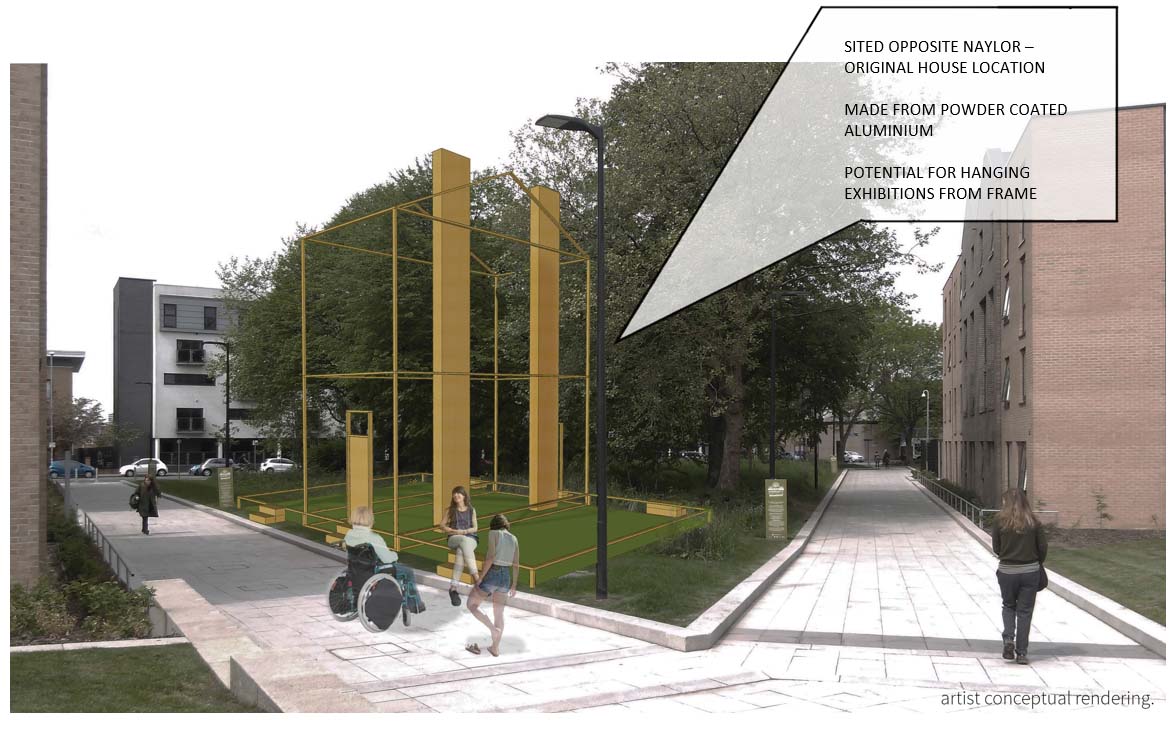 SITED OPPOSITE NAYLOR –
ORIGINAL HOUSE LOCATION
MADE FROM POWDER COATED
ALUMINIUM
POTENTIAL FOR HANGING
EXHIBITIONS FROM FRAME
artist conceptual rendering.